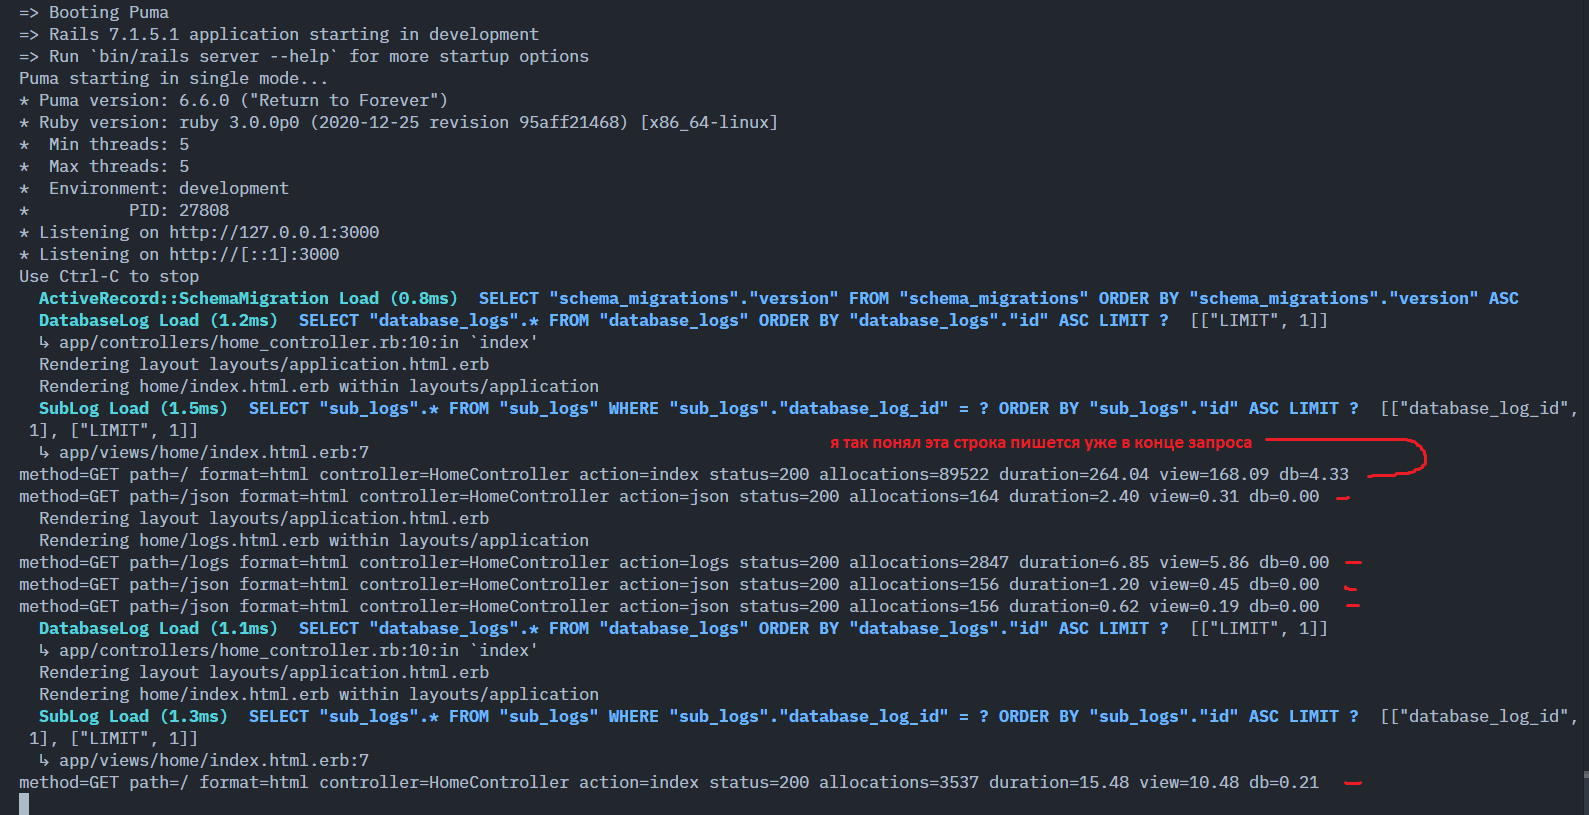 => Booting Puma
=> Rails 7.1.5.1 application starting in development
=> Run `bin/rails server --help` for more startup options
Puma starting in single mode...
* Puma version: 6.6.0 ("Return to Forever")
* Ruby version: ruby 3.0.0p0 (2020-12-25 revision 95aff21468) [x86_64-linux]
*  Min threads: 5
*  Max threads: 5
*  Environment: development
*          PID: 27808
* Listening on http://127.0.0.1:3000
* Listening on http://[::1]:3000
Use Ctrl-C to stop
  ActiveRecord::SchemaMigration Load (0.8ms)  SELECT "schema_migrations"."version" FROM "schema_migrations" ORDER BY "schema_migrations"."version" ASC
  DatabaseLog Load (1.2ms)  SELECT "database_logs".* FROM "database_logs" ORDER BY "database_logs"."id" ASC LIMIT ?  [["LIMIT", 1]]
  ↳ app/controllers/home_controller.rb:10:in `index'
  Rendering layout layouts/application.html.erb
  Rendering home/index.html.erb within layouts/application
  SubLog Load (1.5ms)  SELECT "sub_logs".* FROM "sub_logs" WHERE "sub_logs"."database_log_id" = ? ORDER BY "sub_logs"."id" ASC LIMIT ?  [["database_log_id",
 1], ["LIMIT", 1]]
я так понял эта строка пишется уже в конце запроса
  ↳ app/views/home/index.html.erb:7
method=GET path=/ format=html controller=HomeController action=index status=200 allocations=89522 duration=264.04 view=168.09 db=4.33
method=GET path=/json format=html controller=HomeController action=json status=200 allocations=164 duration=2.40 view=0.31 db=0.00
  Rendering layout layouts/application.html.erb
  Rendering home/logs.html.erb within layouts/application
method=GET path=/logs format=html controller=HomeController action=logs status=200 allocations=2847 duration=6.85 view=5.86 db=0.00
method=GET path=/json format=html controller=HomeController action=json status=200 allocations=156 duration=1.20 view=0.45 db=0.00
method=GET path=/json format=html controller=HomeController action=json status=200 allocations=156 duration=0.62 view=0.19 db=0.00
  DatabaseLog Load (1.1ms)  SELECT "database_logs".* FROM "database_logs" ORDER BY "database_logs"."id" ASC LIMIT ?  [["LIMIT", 1]]
  ↳ app/controllers/home_controller.rb:10:in `index'
  Rendering layout layouts/application.html.erb
  Rendering home/index.html.erb within layouts/application
  SubLog Load (1.3ms)  SELECT "sub_logs".* FROM "sub_logs" WHERE "sub_logs"."database_log_id" = ? ORDER BY "sub_logs"."id" ASC LIMIT ?  [["database_log_id",
 1], ["LIMIT", 1]]
  ↳ app/views/home/index.html.erb:7
method=GET path=/ format=html controller=HomeController action=index status=200 allocations=3537 duration=15.48 view=10.48 db=0.21